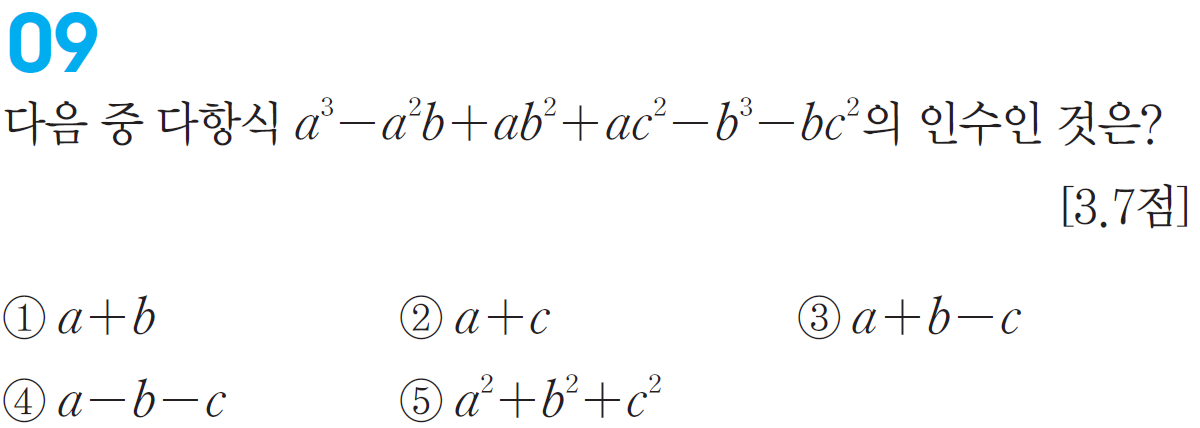 09
다음 중 다항식 a³−a²b+ab²+ac²−b³−bc²의 인수인 것은?
[3.7점]
① a+b ② a+c ③ a+b−c
④ a−b−c ⑤ a²+b²+c²